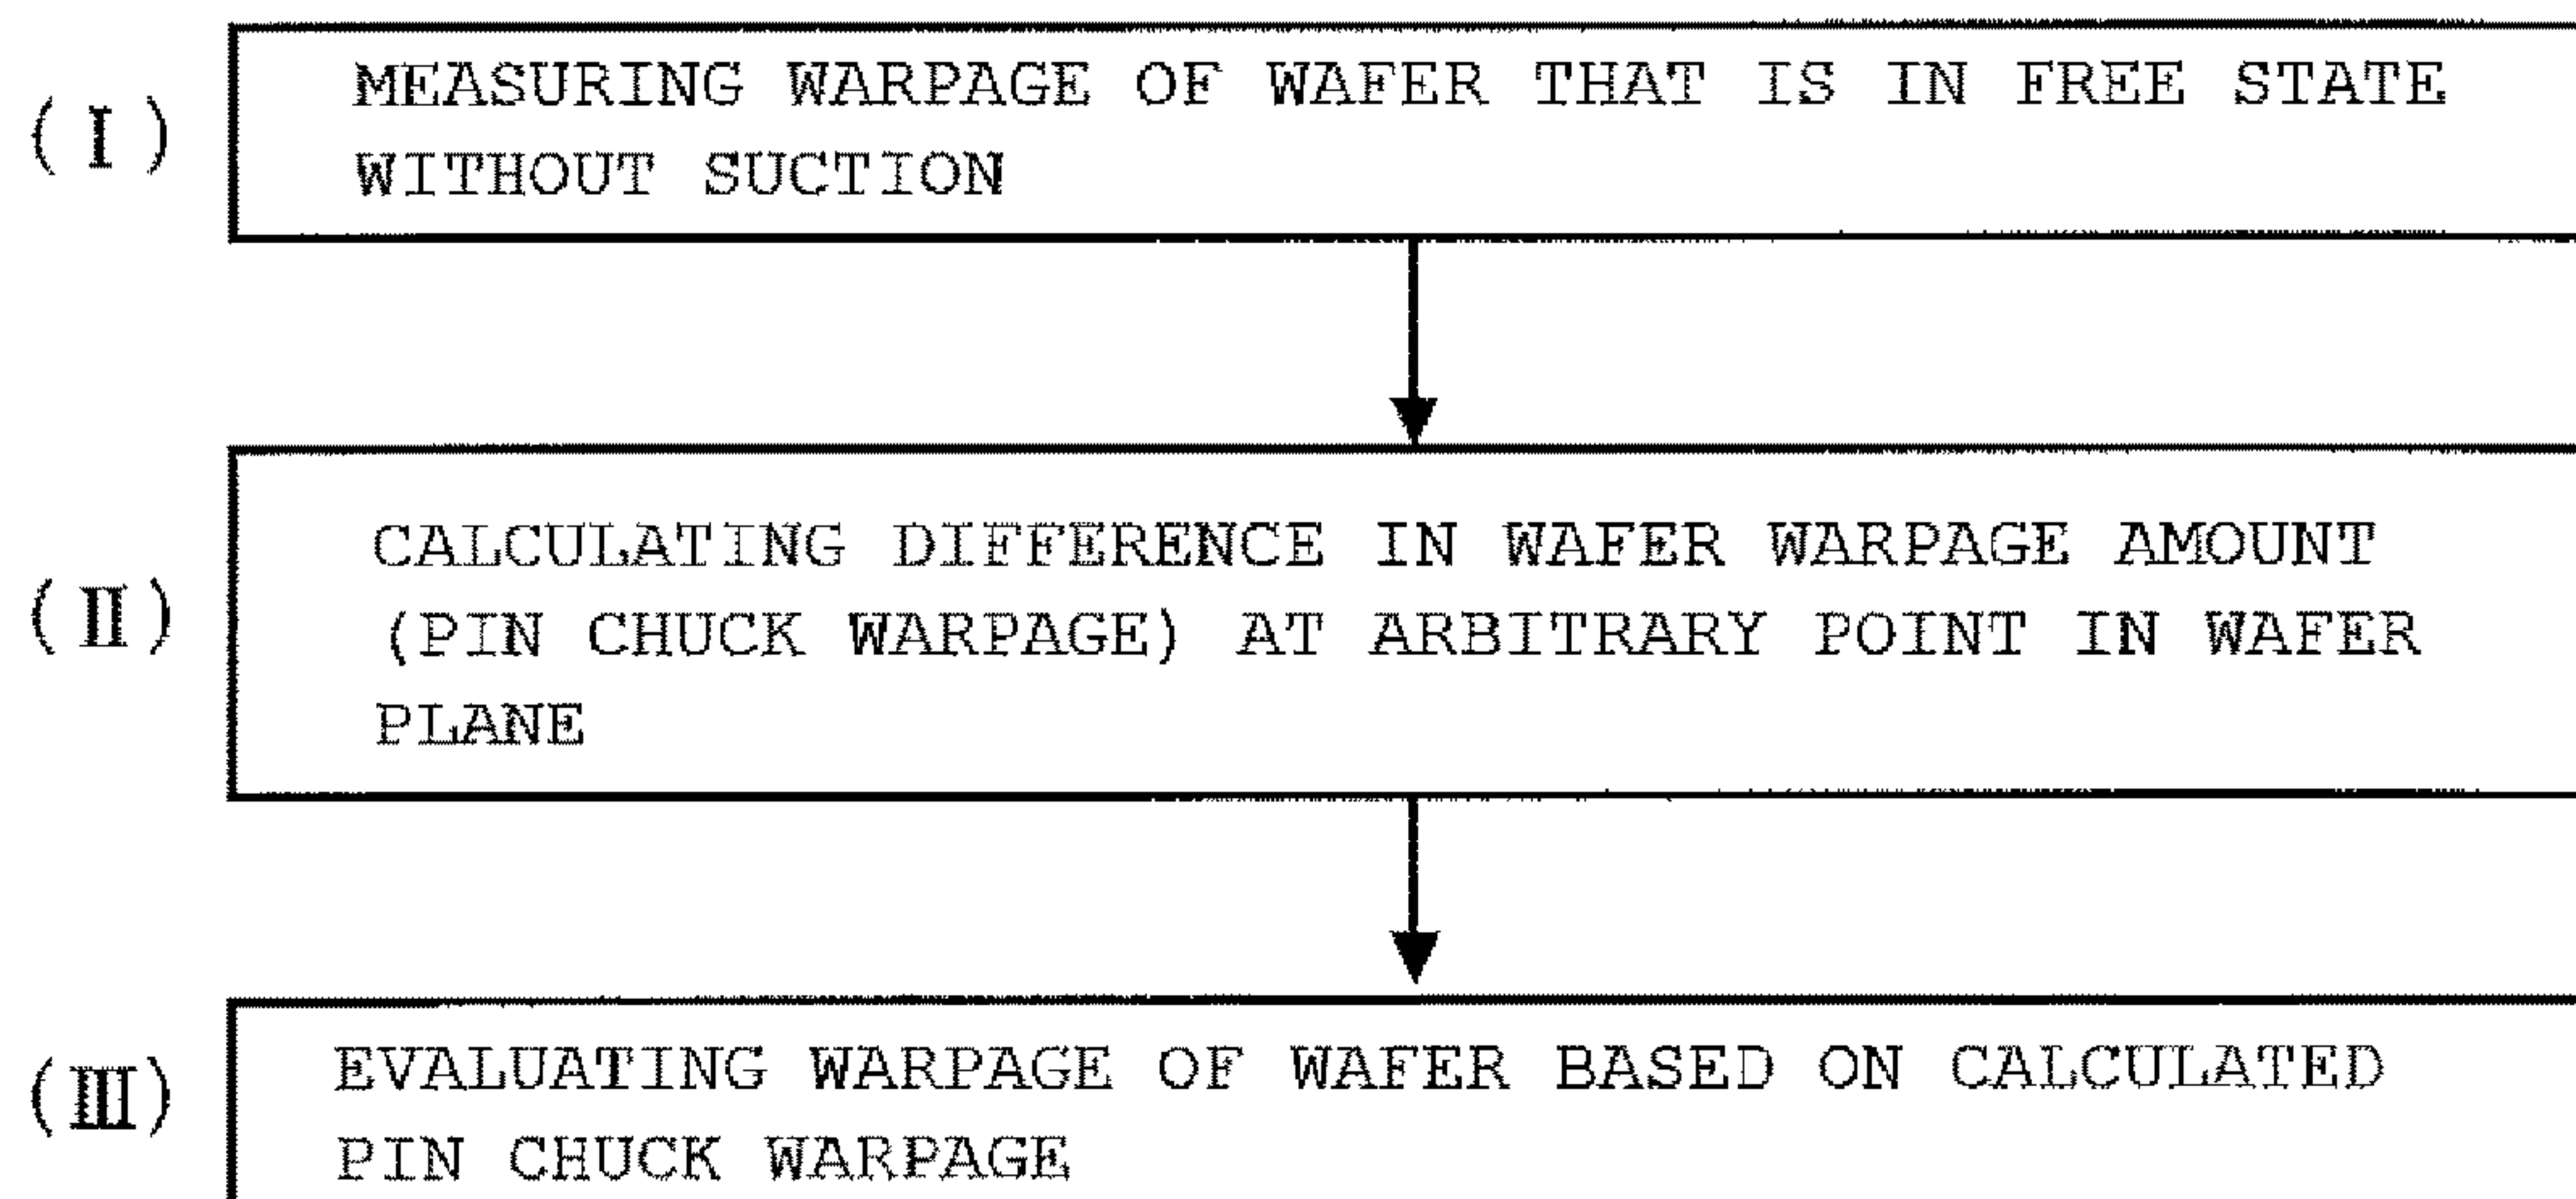 (I)
MEASURING WARPAGE OF WAFER THAT IS IN FREE STATE
WITHOUT SUCTION
(II)
CALCULATING DIFFERENCE IN WAFER WARPAGE AMOUNT
(PIN CHUCK WARPAGE) AT ARBITRARY POINT IN WAFER
PLANE
(III)
EVALUATING WARPAGE OF WAFER BASED ON CALCULATED
PIN CHUCK WARPAGE